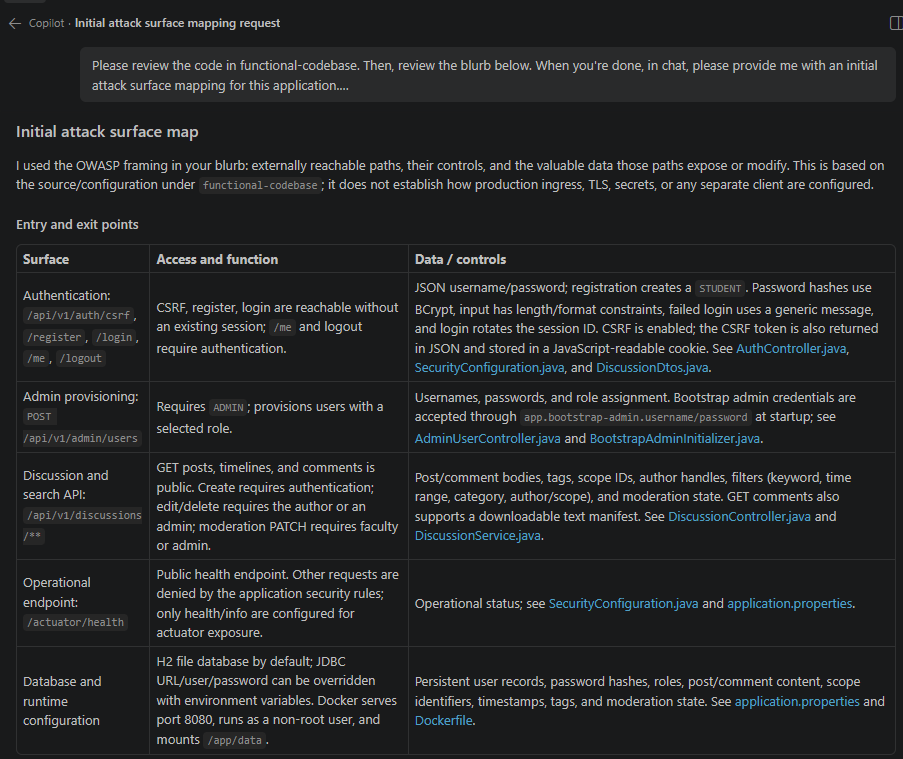 Copilot · Initial attack surface mapping request
Please review the code in functional-codebase. Then, review the blurb below. When you're done, in chat, please provide me with an initial
attack surface mapping for this application....
Initial attack surface map
I used the OWASP framing in your blurb: externally reachable paths, their controls, and the valuable data those paths expose or modify. This is based on
the source/configuration under functional-codebase; it does not establish how production ingress, TLS, secrets, or any separate client are configured.
Entry and exit points
Surface
Access and function
Data / controls
Authentication:
/api/v1/auth/csrf,
/register, /login,
/me, /logout
CSRF, register, login are reachable without
an existing session; /me and logout
require authentication.
JSON username/password; registration creates a STUDENT. Password hashes use
BCrypt, input has length/format constraints, failed login uses a generic message,
and login rotates the session ID. CSRF is enabled; the CSRF token is also returned
in JSON and stored in a JavaScript-readable cookie. See AuthController.java,
SecurityConfiguration.java, and DiscussionDtos.java.
Admin provisioning:
POST
/api/v1/admin/users
Requires ADMIN; provisions users with a
selected role.
Usernames, passwords, and role assignment. Bootstrap admin credentials are
accepted through app.bootstrap-admin.username/password at startup; see
AdminUserController.java and BootstrapAdminInitializer.java.
Discussion and
search API:
/api/v1/discussions
/**
GET posts, timelines, and comments is
public. Create requires authentication;
edit/delete requires the author or an
admin; moderation PATCH requires faculty
or admin.
Post/comment bodies, tags, scope IDs, author handles, filters (keyword, time
range, category, author/scope), and moderation state. GET comments also
supports a downloadable text manifest. See DiscussionController.java and
DiscussionService.java.
Operational
endpoint:
/actuator/health
Public health endpoint. Other requests are
denied by the application security rules;
only health/info are configured for
actuator exposure.
Operational status; see SecurityConfiguration.java and application.properties.
Database and
runtime
configuration
H2 file database by default; JDBC
URL/user/password can be overridden
with environment variables. Docker serves
port 8080, runs as a non-root user, and
mounts /app/data.
Persistent user records, password hashes, roles, post/comment content, scope
identifiers, timestamps, tags, and moderation state. See application.properties and
Dockerfile.